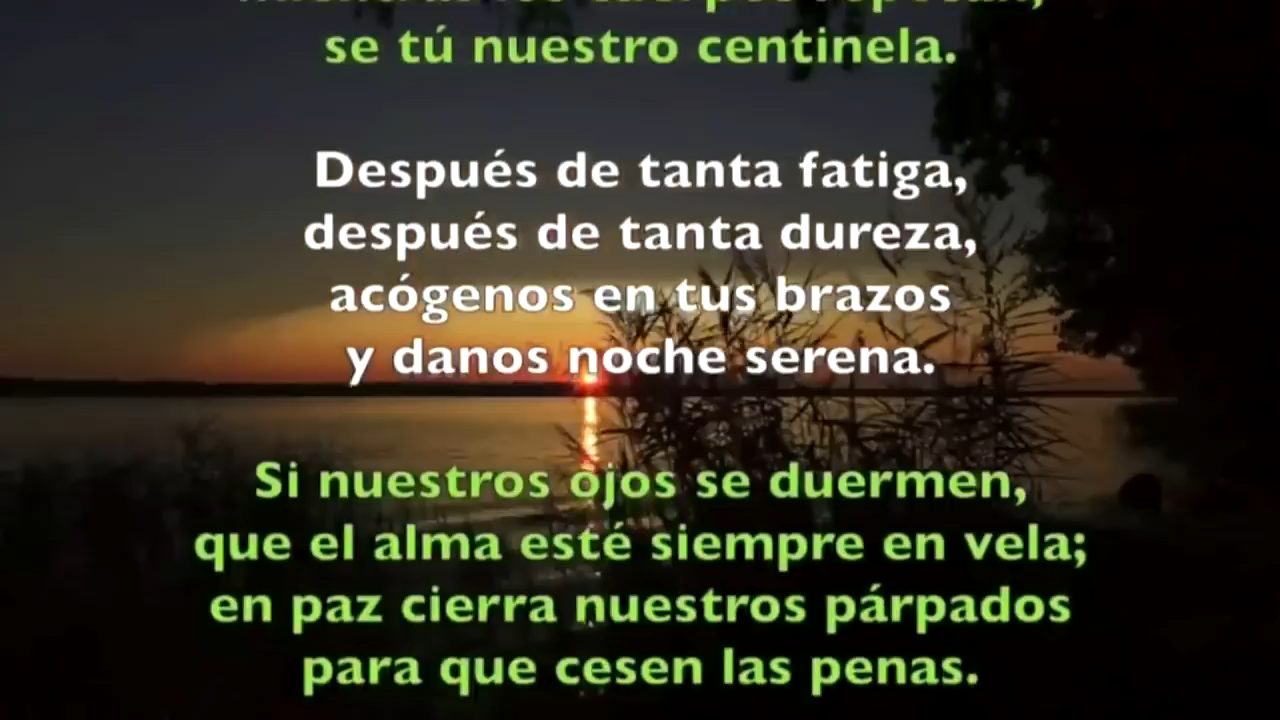 se tú nuestro centinela.
Después de tanta fatiga,
después de tanta dureza,
acógenos en tus brazos
y danos noche serena.
Si nuestros ojos se duermen,
que el alma esté siempre en vela;
en paz cierra nuestros párpados
para que cesen las penas.